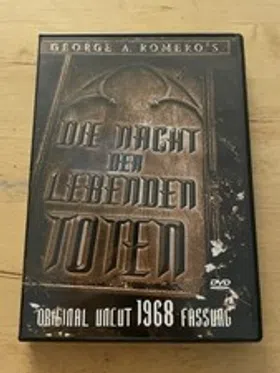 GEORGE A. ROMERO'S
DIE NACHT
DER
LEBENDEN
TOTEN
DVD
ORIGINAL UNCUT 1968 FASSUNG